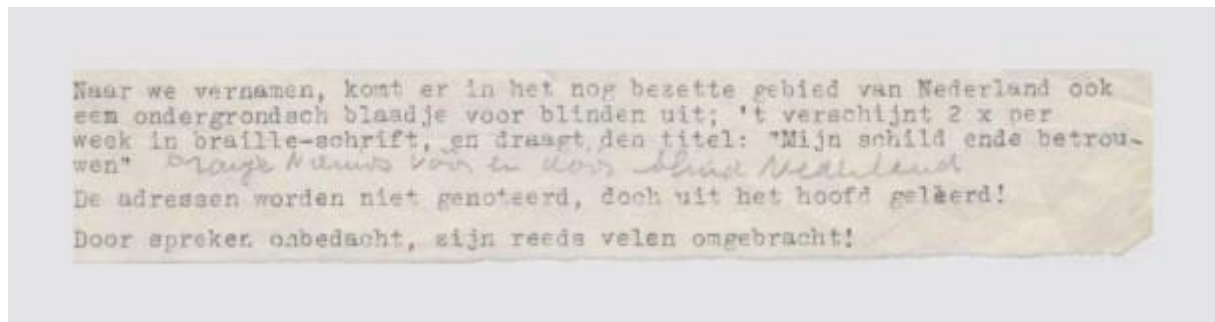 Naar we vernamen, komt er in het nog bezette gebied van Nederland ook
een ondergrondsch blaadje voor blinden uit; 't verschijnt 2 x per
week in braille-schrift, en draagt den titel: "Mijn schild ende betrou-
wen" Oranje Nieuws voor en door blind Nederland
De adressen worden niet genoteerd, doch uit het hoofd geleerd!
Door spreken onbedacht, zijn reeds velen omgebracht!